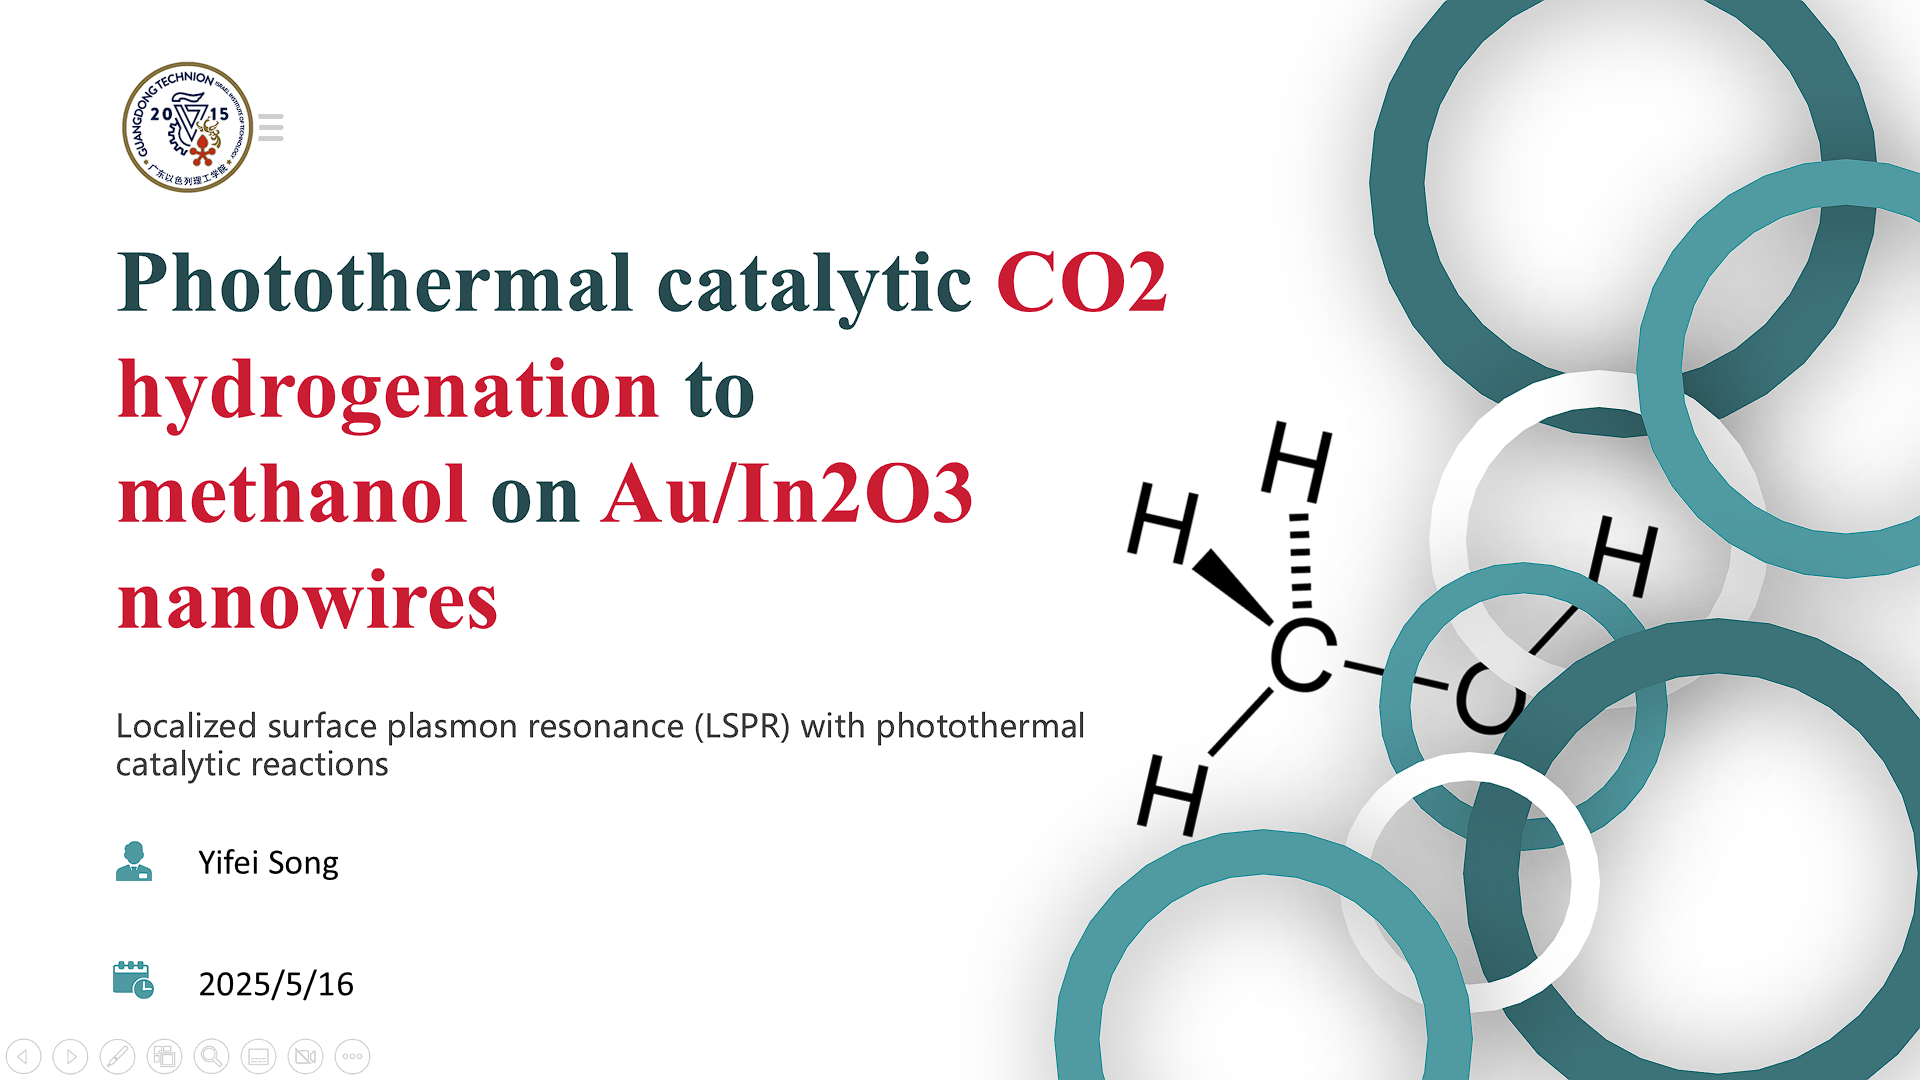 GUANGDONG TECHNION ISRAEL INSTITUTE OF TECHNOLOGY
2015
广东以色列理工学院
Photothermal catalytic CO2
hydrogenation to
methanol on Au/In2O3
nanowires
Localized surface plasmon resonance (LSPR) with photothermal
catalytic reactions
Yifei Song
2025/5/16
H
H
H
C
O
H